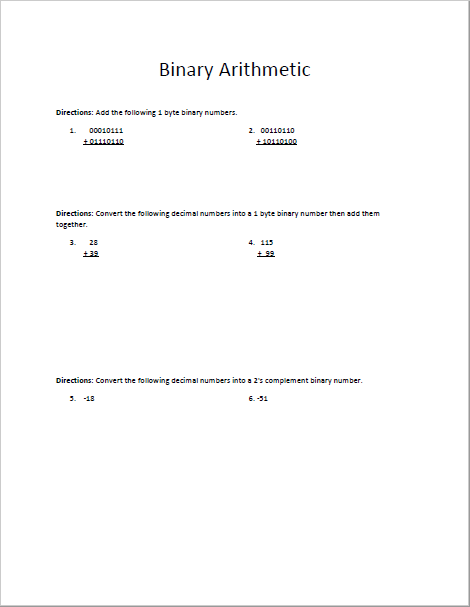 Binary Arithmetic
Directions: Add the following 1 byte binary numbers.
1. 00010111 2. 00110110
+ 01110110 + 10110100
Directions: Convert the following decimal numbers into a 1 byte binary number then add them
together.
3. 28 4. 115
+ 39 + 99
Directions: Convert the following decimal numbers into a 2's complement binary number.
5. -18 6. -51